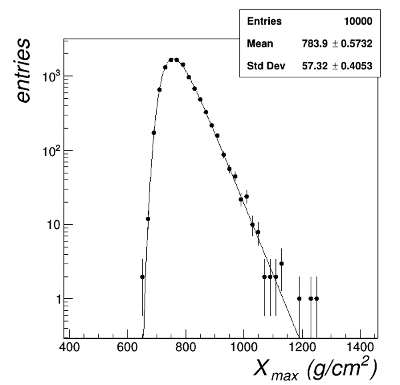 Entries 10000
Mean 783.9 ± 0.5732
Std Dev 57.32 ± 0.4053
entries
10³
10²
10
1
400 600 800 1000 1200 1400
X max (g/cm²)